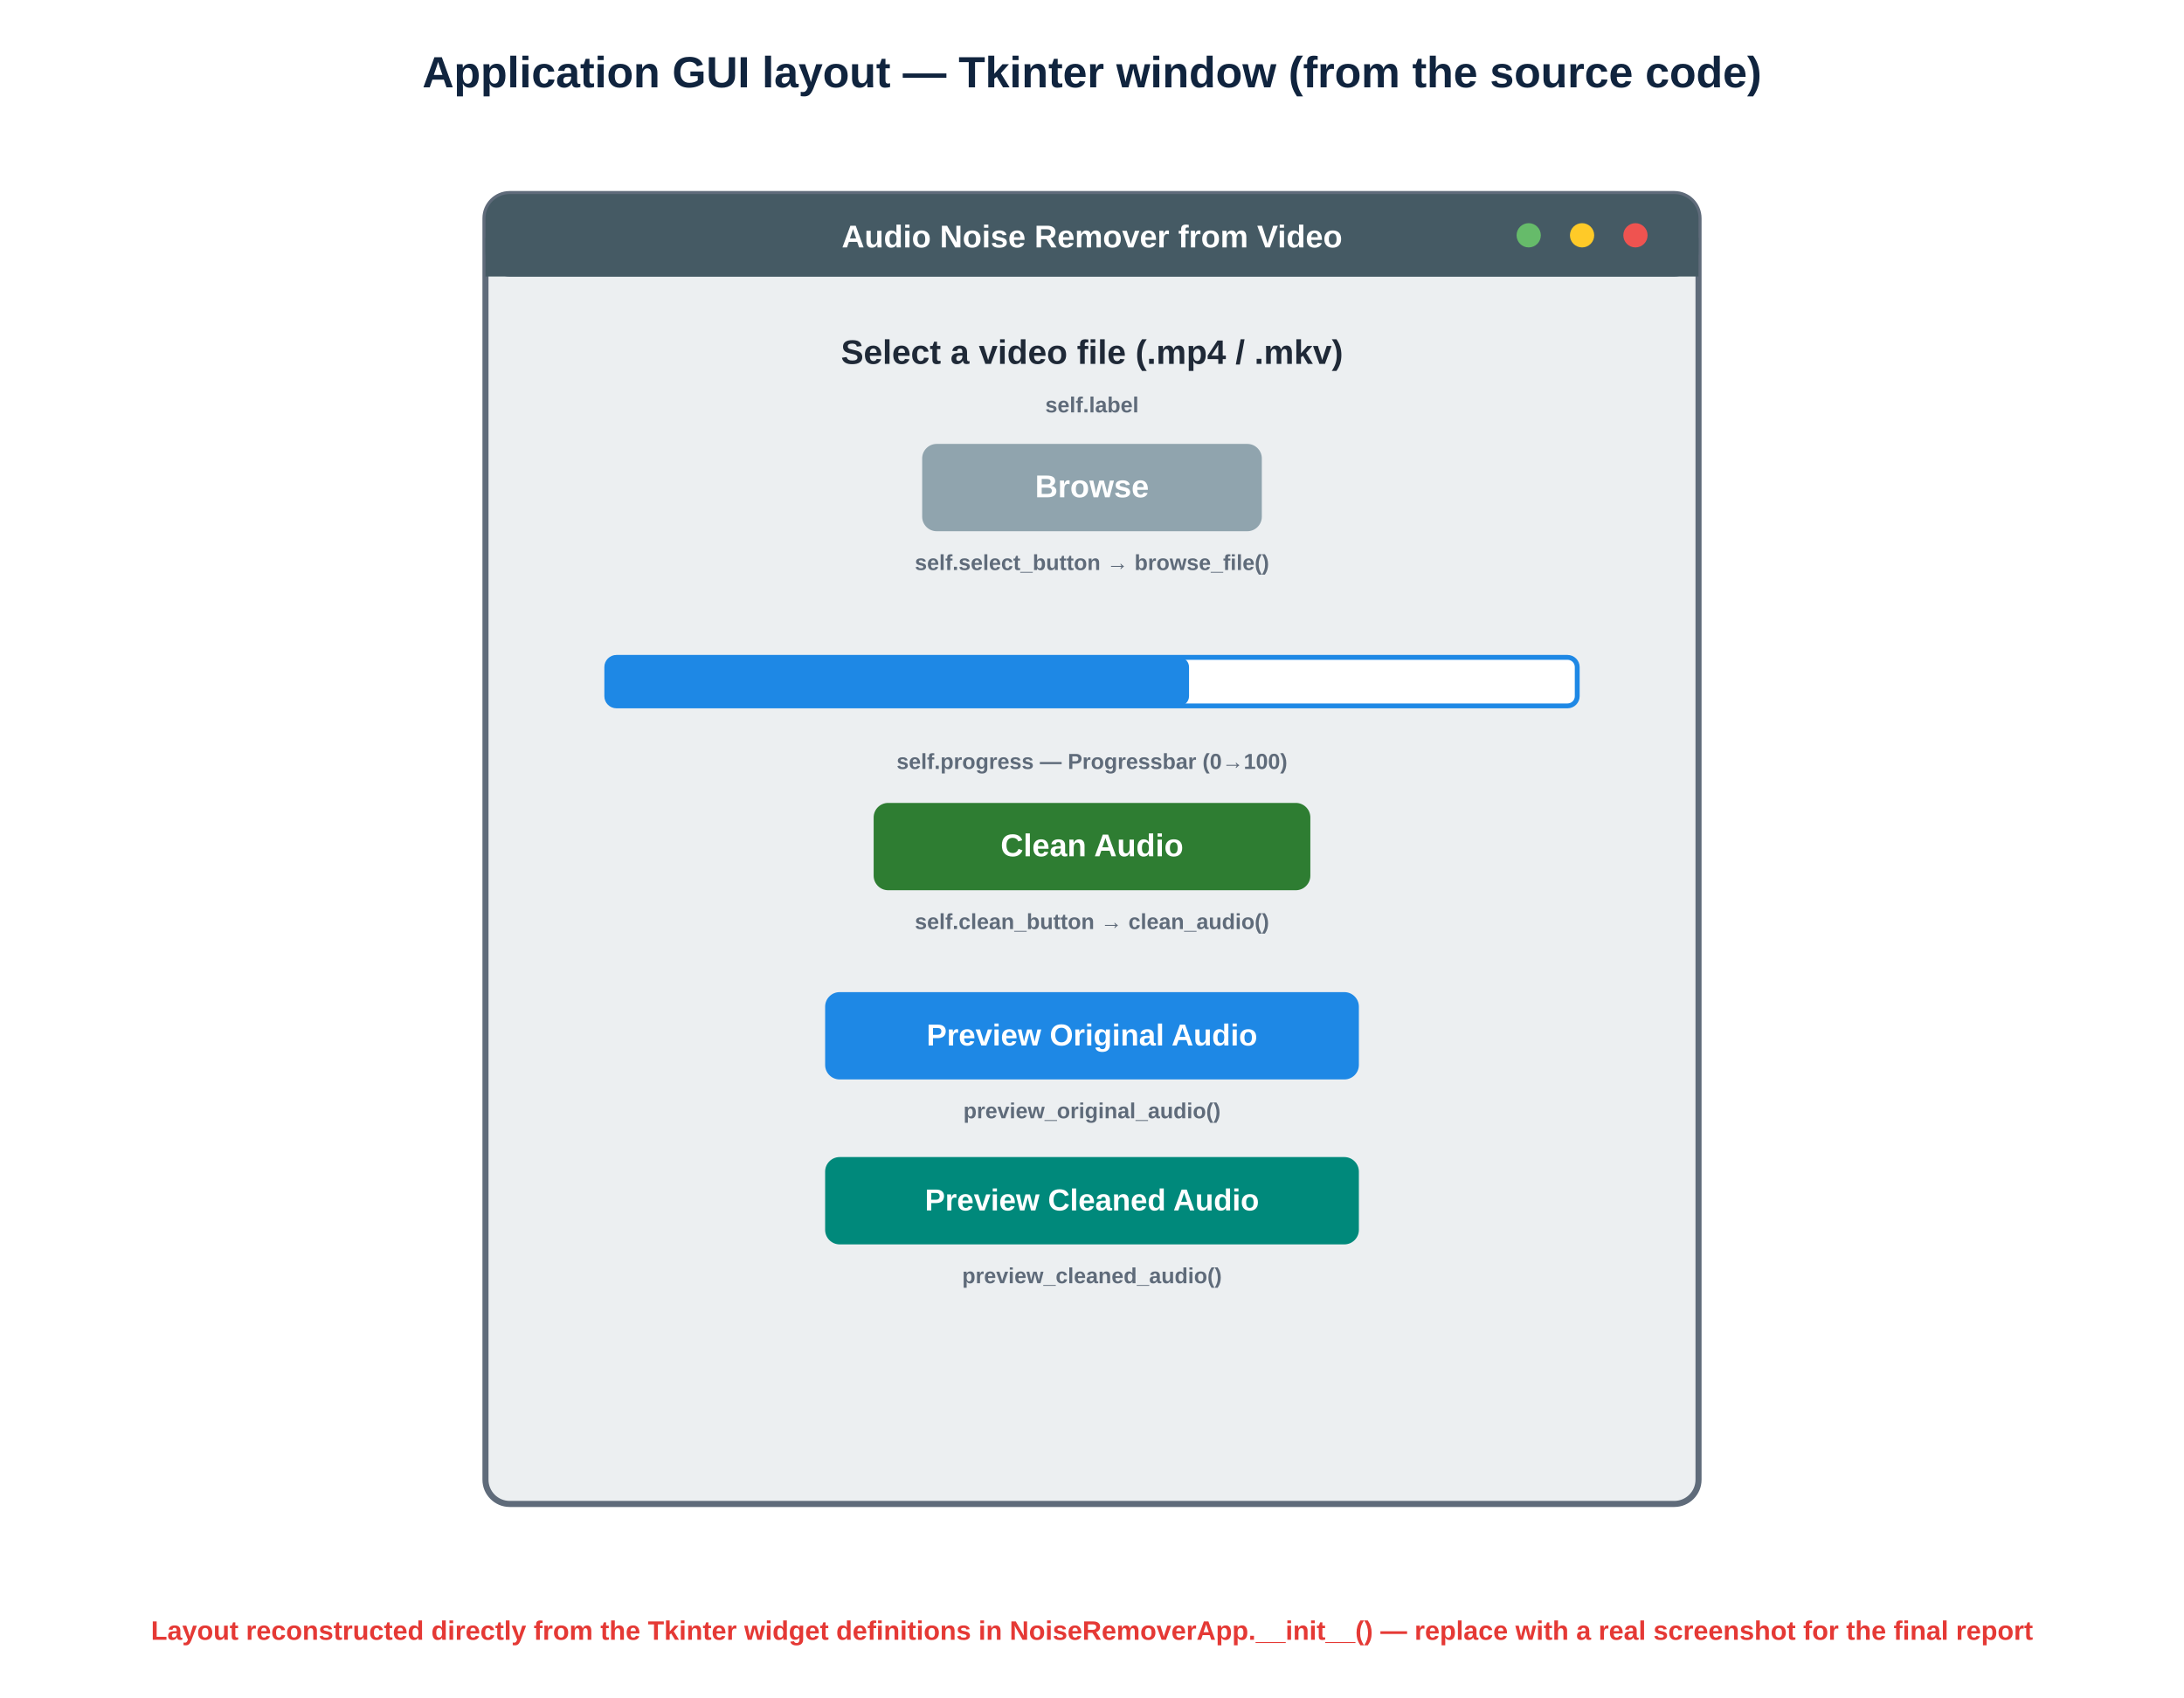 Application GUI layout — Tkinter window (from the source code)
Audio Noise Remover from Video
Select a video file (.mp4 / .mkv)
self.label
Browse
self.select_button → browse_file()
self.progress — Progressbar (0→100)
Clean Audio
self.clean_button → clean_audio()
Preview Original Audio
preview_original_audio()
Preview Cleaned Audio
preview_cleaned_audio()
Layout reconstructed directly from the Tkinter widget definitions in NoiseRemoverApp.__init__() — replace with a real screenshot for the final report